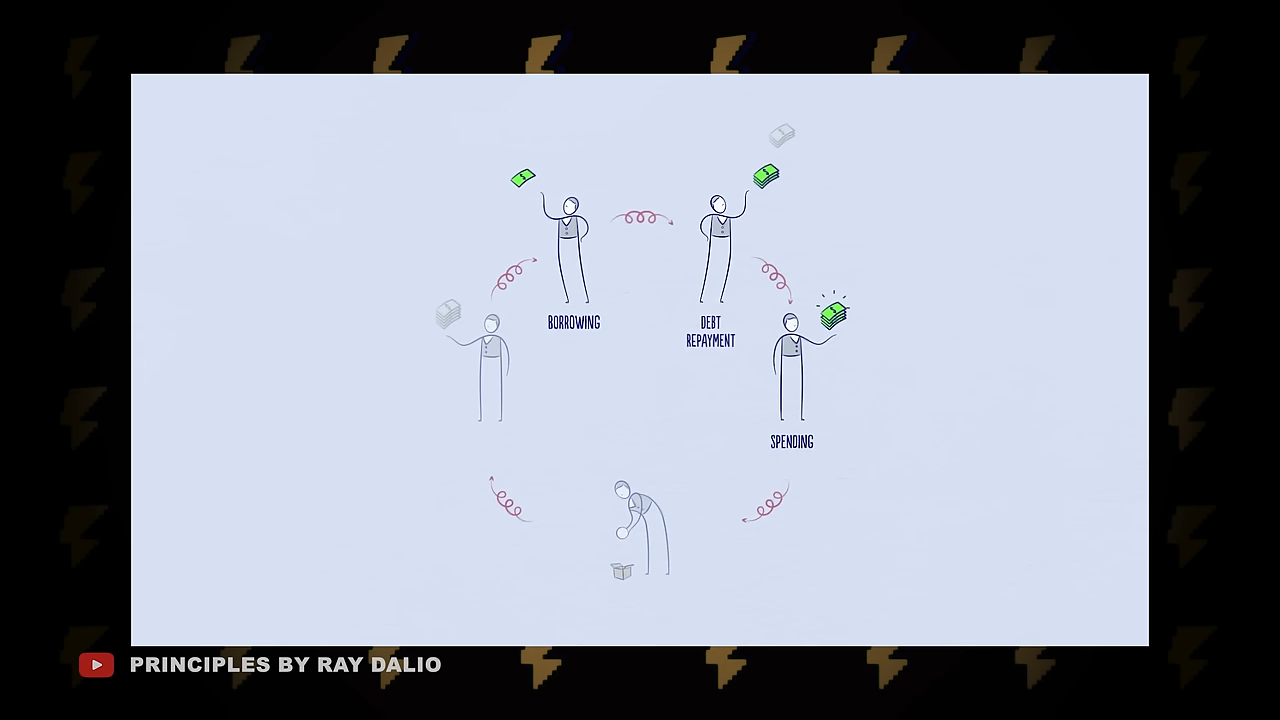 BORROWING
DEBT
REPAYMENT
SPENDING
PRINCIPLES BY RAY DALIO